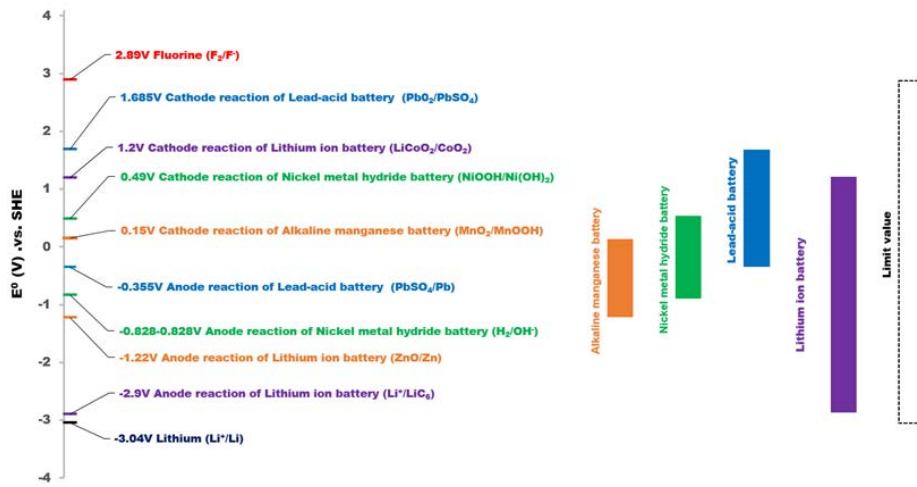 4
3
2
1
0
-1
-2
-3
-4
E⁰ (V) .vs. SHE
2.89V Fluorine (F₂/F⁻)
1.685V Cathode reaction of Lead-acid battery (Pb0₂/PbSO₄)
1.2V Cathode reaction of Lithium ion battery (LiCoO₂/CoO₂)
0.49V Cathode reaction of Nickel metal hydride battery (NiOOH/Ni(OH)₂)
0.15V Cathode reaction of Alkaline manganese battery (MnO₂/MnOOH)
-0.355V Anode reaction of Lead-acid battery (PbSO₄/Pb)
-0.828-0.828V Anode reaction of Nickel metal hydride battery (H₂/OH⁻)
-1.22V Anode reaction of Lithium ion battery (ZnO/Zn)
-2.9V Anode reaction of Lithium ion battery (Li⁺/LiC₆)
-3.04V Lithium (Li⁺/Li)
Alkaline manganese battery
Nickel metal hydride battery
Lead-acid battery
Lithium ion battery
Limit value